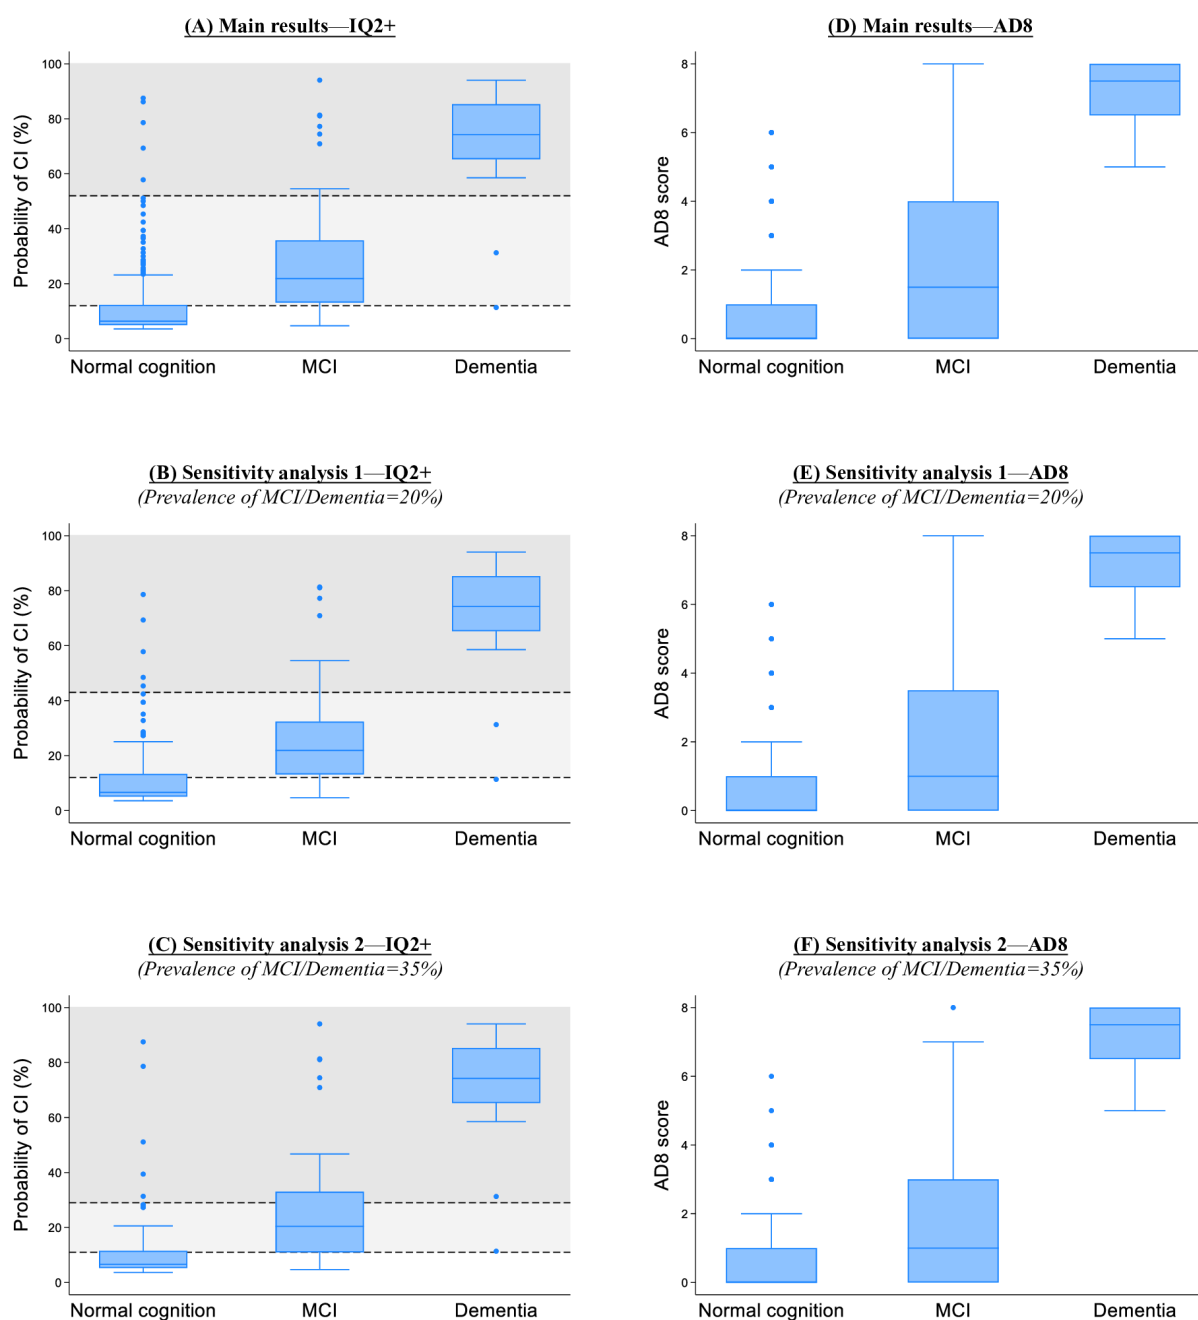 (A) Main results—IQ2+
Probability of CI (%)
100
80
60
40
20
0
Normal cognition
MCI
Dementia
(D) Main results—AD8
AD8 score
8
6
4
2
0
Normal cognition
MCI
Dementia
(B) Sensitivity analysis 1—IQ2+
(Prevalence of MCI/Dementia=20%)
Probability of CI (%)
100
80
60
40
20
0
Normal cognition
MCI
Dementia
(E) Sensitivity analysis 1—AD8
(Prevalence of MCI/Dementia=20%)
AD8 score
8
6
4
2
0
Normal cognition
MCI
Dementia
(C) Sensitivity analysis 2—IQ2+
(Prevalence of MCI/Dementia=35%)
Probability of CI (%)
100
80
60
40
20
0
Normal cognition
MCI
Dementia
(F) Sensitivity analysis 2—AD8
(Prevalence of MCI/Dementia=35%)
AD8 score
8
6
4
2
0
Normal cognition
MCI
Dementia